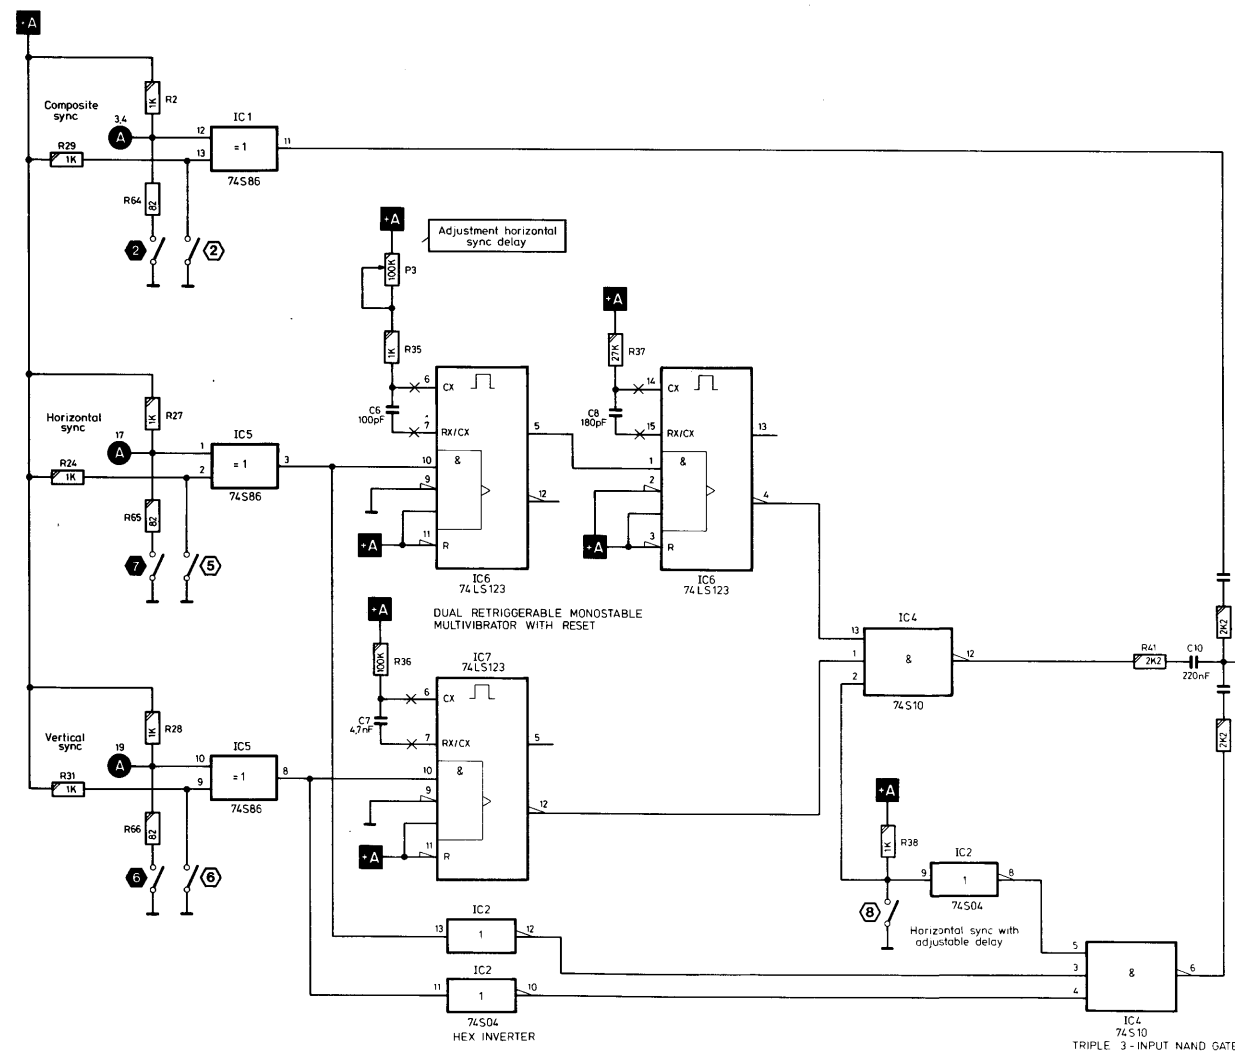 +A
Composite
sync
3,4
A
R2
1K
R29
1K
12
13
IC1
=1
11
74S86
R64
82
2
2
+A
Adjustment horizontal
sync delay
100K
P3
1K
R35
C6
100pF
6
CX
7
RX/CX
5
10
&
9
12
+A
11
R
IC6
74LS123
DUAL RETRIGGERABLE MONOSTABLE
MULTIVIBRATOR WITH RESET
+A
27K
R37
C8
180pF
14
CX
15
RX/CX
13
1
&
2
4
+A
3
R
IC6
74LS123
Horizontal
sync
17
A
1K
R27
R24
1K
1
2
IC5
=1
3
74S86
R65
82
7
5
+A
100K
R36
IC7
74LS123
C7
4,7nF
6
CX
7
RX/CX
5
10
&
9
12
+A
11
R
Vertical
sync
19
A
1K
R28
R31
1K
10
9
IC5
=1
8
74S86
R66
82
6
6
IC4
13
1
&
12
2
74S10
R41
2K2
C10
220nF
2K2
2K2
+A
1K
R38
IC2
9
1
8
74S04
8
Horizontal sync with
adjustable delay
IC2
13
1
12
IC2
11
1
10
74S04
HEX INVERTER
5
3
&
6
4
IC4
74S10
TRIPLE 3-INPUT NAND GATE